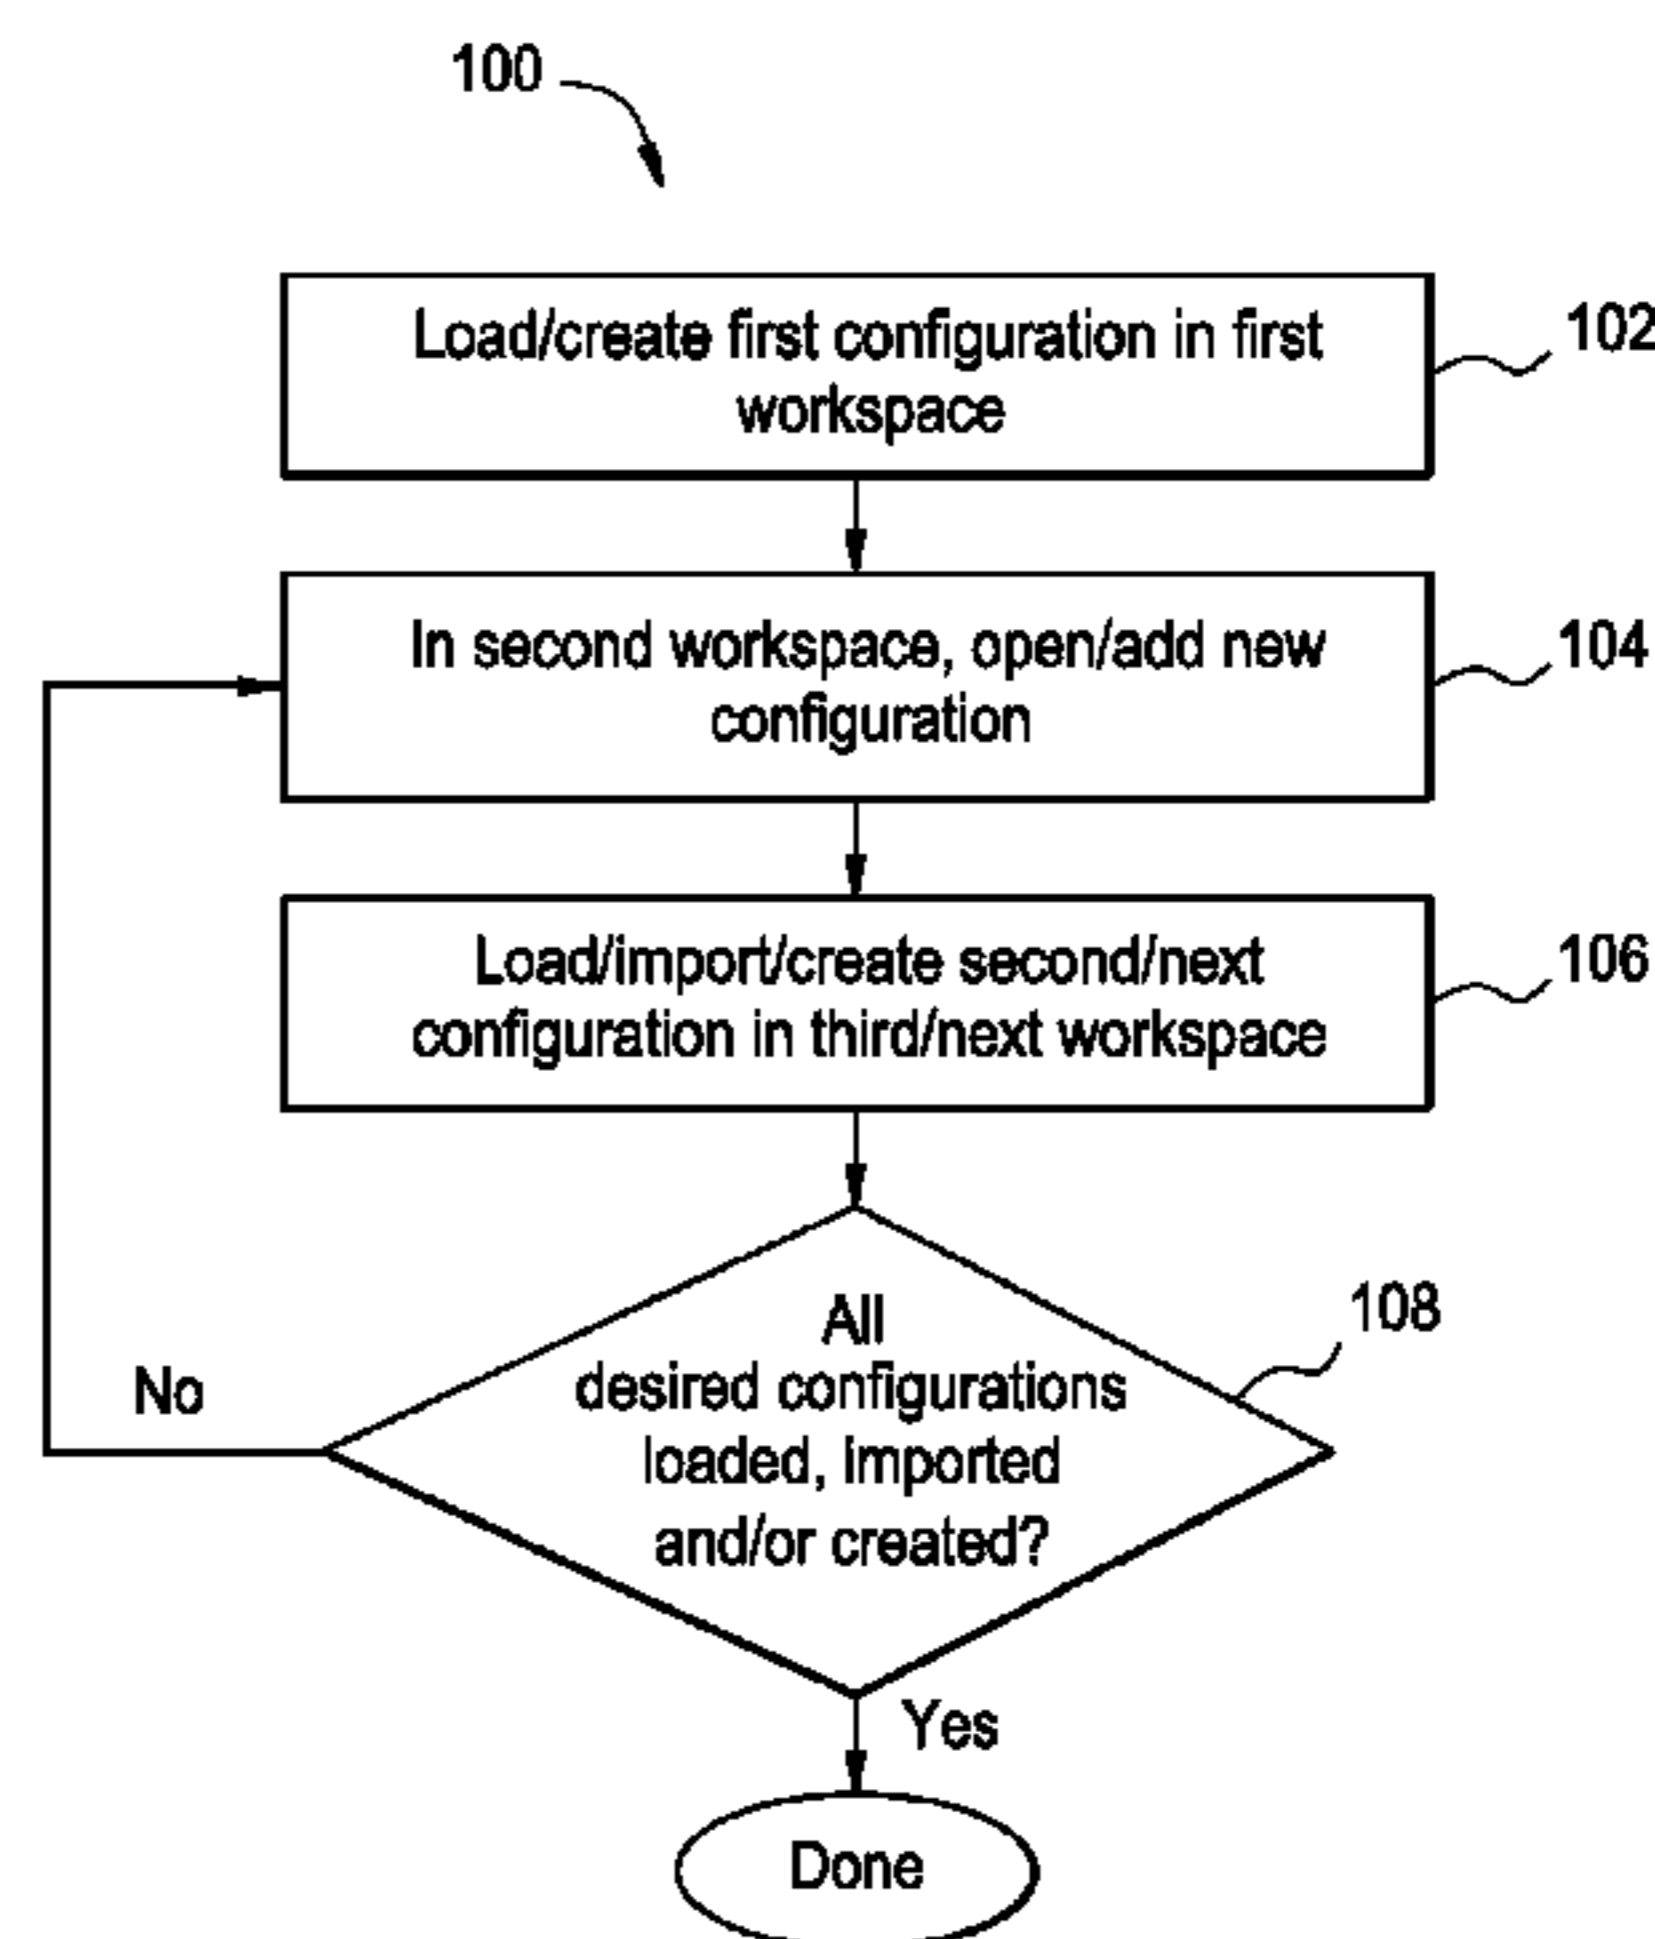 100
Load/create first configuration in first
workspace
102
In second workspace, open/add new
configuration
104
Load/import/create second/next
configuration in third/next workspace
106
All
desired configurations
loaded, imported
and/or created?
108
No
Yes
Done